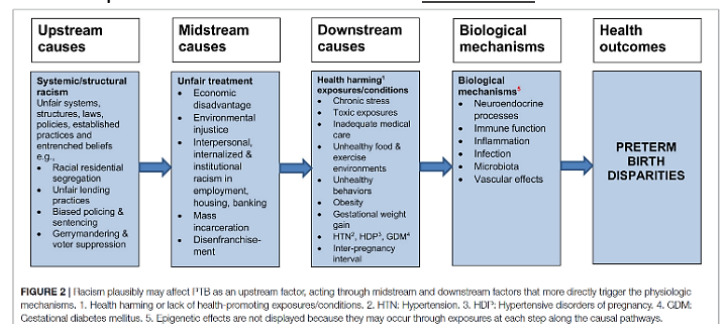 Upstream
causes
Midstream
causes
Downstream
causes
Biological
mechanisms
Health
outcomes
Systemic/structural
racism
Unfair systems,
structures, laws,
policies, established
practices and
entrenched beliefs
e.g.,
• Racial residential
segregation
• Unfair lending
practices
• Biased policing &
sentencing
• Gerrymandering &
voter suppression
Unfair treatment
• Economic
disadvantage
• Environmental
injustice
• Interpersonal,
internalized &
institutional
racism in
employment,
housing, banking
• Mass
incarceration
• Disenfranchise-
ment
Health harming¹
exposures/conditions
• Chronic stress
• Toxic exposures
• Inadequate medical
care
• Unhealthy food &
exercise
environments
• Unhealthy
behaviors
• Obesity
• Gestational weight
gain
• HTN², HDP³, GDM⁴
• Inter-pregnancy
interval
Biological
mechanisms⁵
• Neuroendocrine
processes
• Immune function
• Inflammation
• Infection
• Microbiota
• Vascular effects
PRETERM
BIRTH
DISPARITIES
FIGURE 2 | Racism plausibly may affect PTB as an upstream factor, acting through midstream and downstream factors that more directly trigger the physiologic
mechanisms. 1. Health harming or lack of health-promoting exposures/conditions. 2. HTN: Hypertension. 3. HDP: Hypertensive disorders of pregnancy. 4. GDM:
Gestational diabetes mellitus. 5. Epigenetic effects are not displayed because they may occur through exposures at each step along the causal pathways.